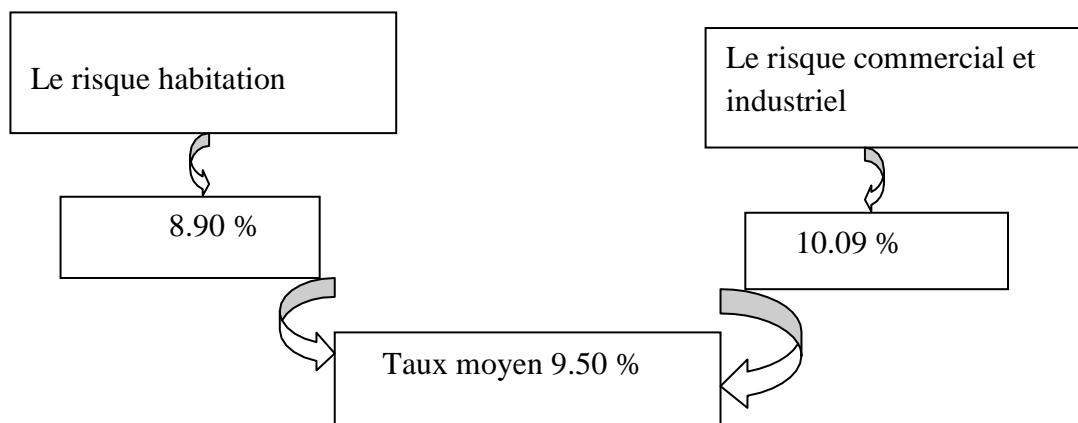 Le risque habitation
Le risque commercial et
industriel
8.90 %
10.09 %
Taux moyen 9.50 %